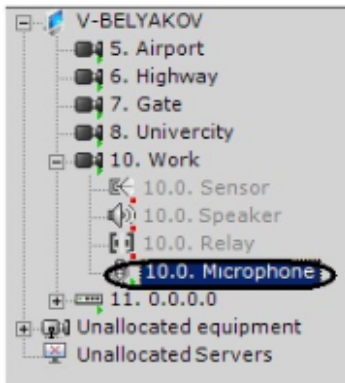 V-BELYAKOV
5. Airport
6. Highway
7. Gate
8. Univercity
10. Work
10.0. Sensor
10.0. Speaker
10.0. Relay
10.0. Microphone
11. 0.0.0.0
Unallocated equipment
Unallocated Servers